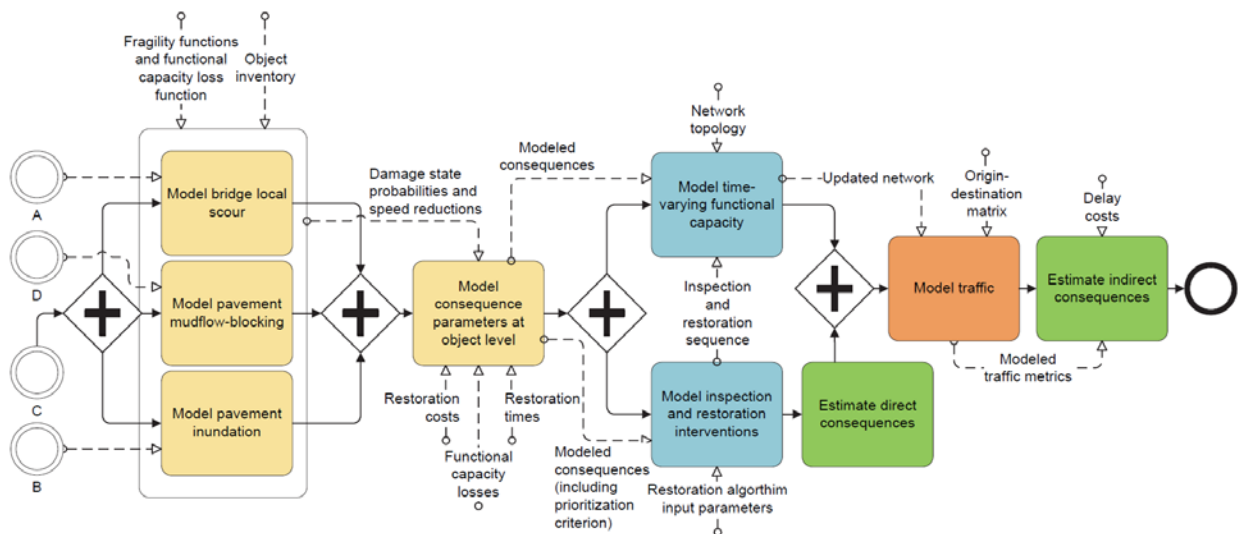 Fragility functions
and functional
capacity loss
function
Object
inventory
A
D
C
B
Model bridge local
scour
Model pavement
mudflow-blocking
Model pavement
inundation
Damage state
probabilities and
speed reductions
Modeled
consequences
Model
consequence
parameters at
object level
Restoration
costs
Functional
capacity
losses
Restoration
times
Modeled
consequences
(including
prioritization
criterion)
Network
topology
Model time-
varying functional
capacity
Inspection
and
restoration
sequence
Model inspection
and restoration
interventions
Restoration algorthim
input parameters
Updated network
Estimate direct
consequences
Origin-
destination
matrix
Model traffic
Modeled
traffic metrics
Delay
costs
Estimate indirect
consequences